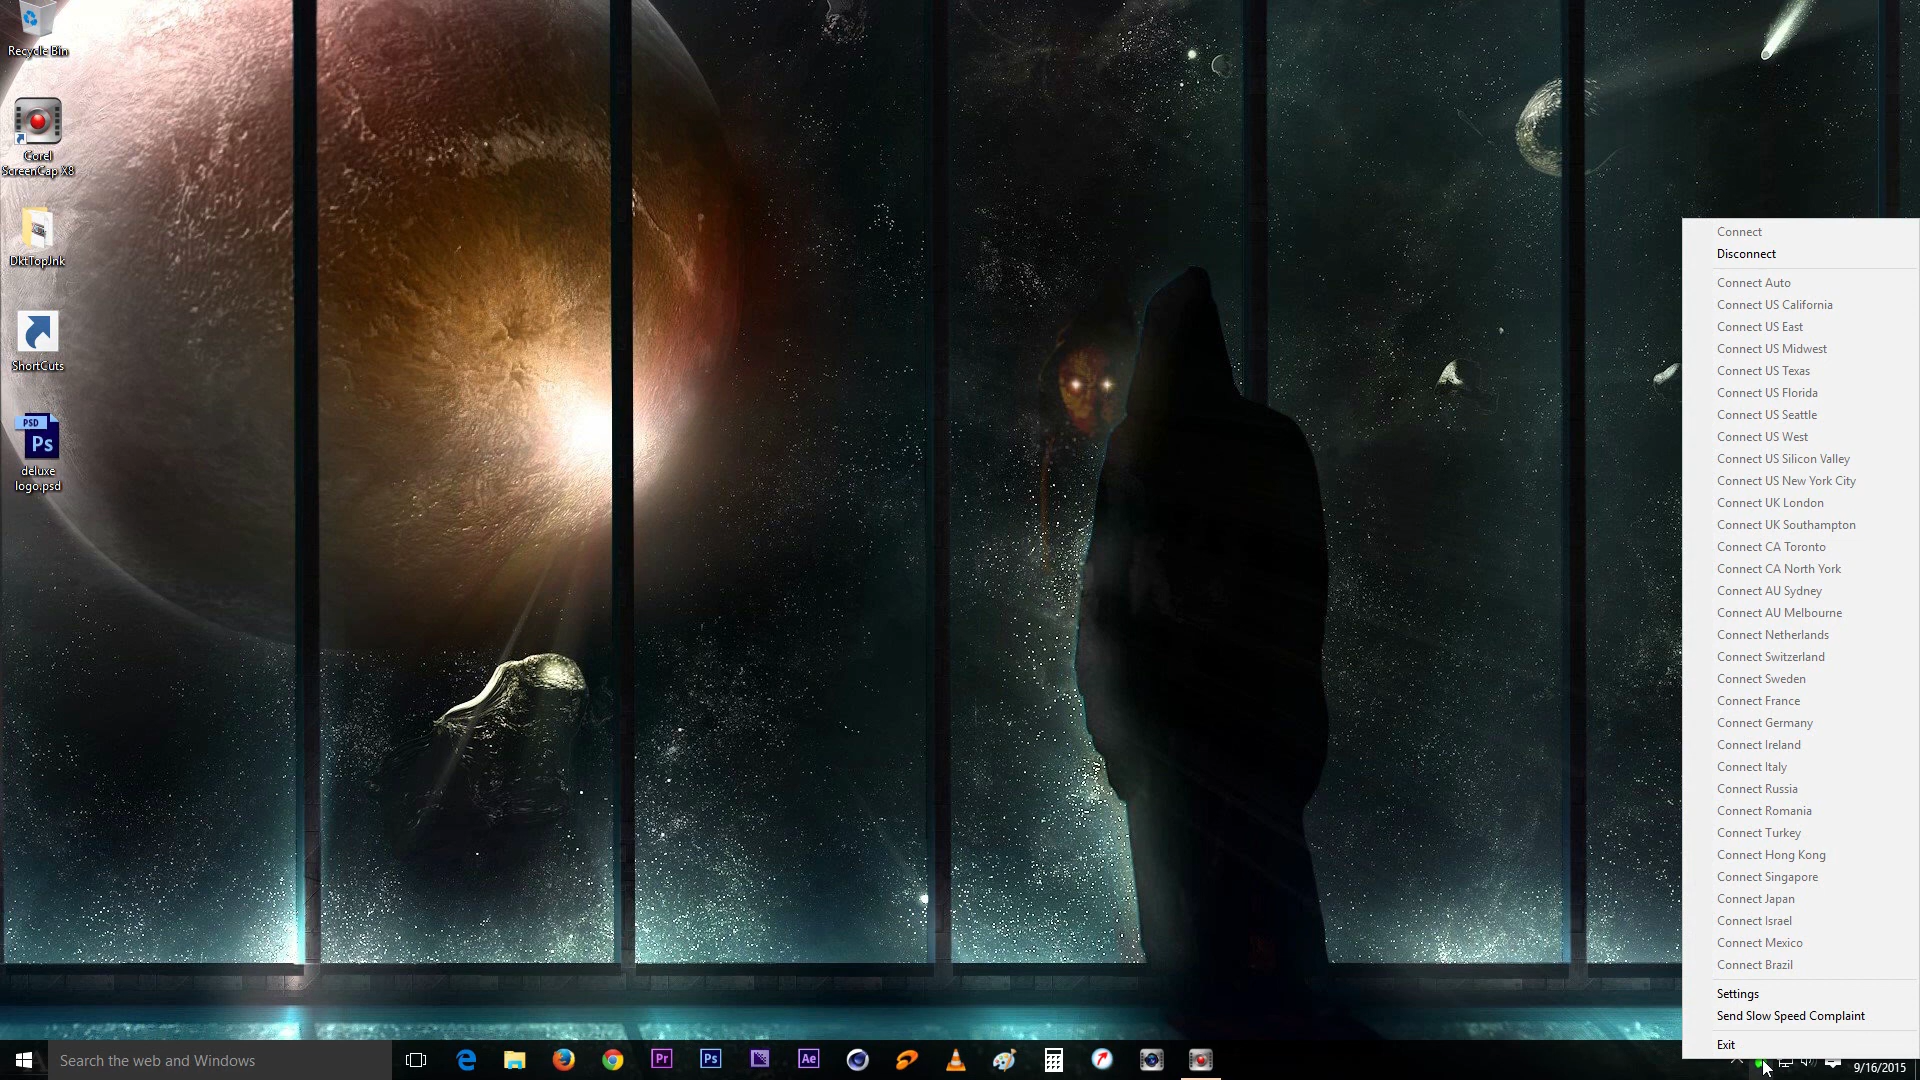 Recycle Bin
Corel
ScreenCap X8
DktTopJnk
ShortCuts
PSD
Ps
deluxe
logo.psd
Connect
Disconnect
Connect Auto
Connect US California
Connect US East
Connect US Midwest
Connect US Texas
Connect US Florida
Connect US Seattle
Connect US West
Connect US Silicon Valley
Connect US New York City
Connect UK London
Connect UK Southampton
Connect CA Toronto
Connect CA North York
Connect AU Sydney
Connect AU Melbourne
Connect Netherlands
Connect Switzerland
Connect Sweden
Connect France
Connect Germany
Connect Ireland
Connect Italy
Connect Russia
Connect Romania
Connect Turkey
Connect Hong Kong
Connect Singapore
Connect Japan
Connect Israel
Connect Mexico
Connect Brazil
Settings
Send Slow Speed Complaint
Exit
Search the web and Windows
Pr
Ps
Ae
9/16/2015